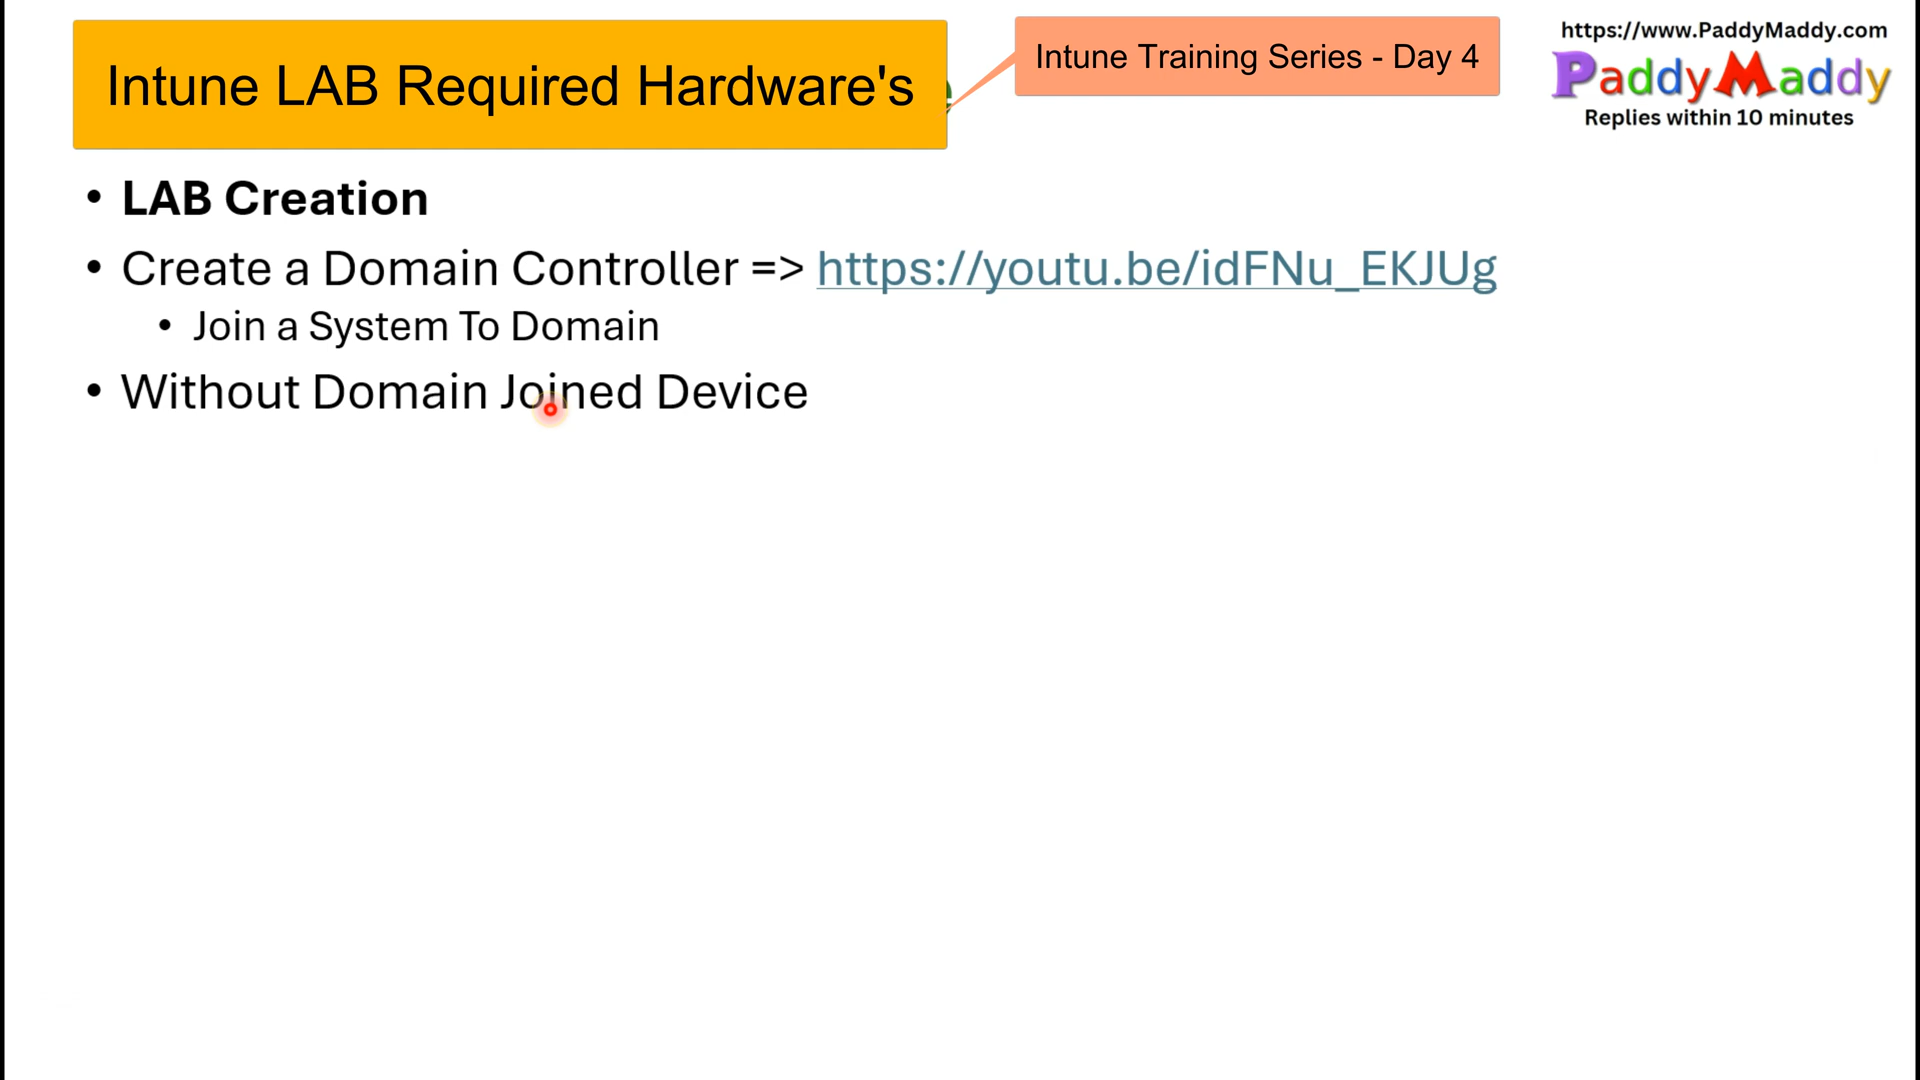 Intune LAB Required Hardware's
Intune Training Series - Day 4
https://www.PaddyMaddy.com
PaddyMaddy
Replies within 10 minutes
• LAB Creation
• Create a Domain Controller => https://youtu.be/idFNu_EKJUg
• Join a System To Domain
• Without Domain Joined Device